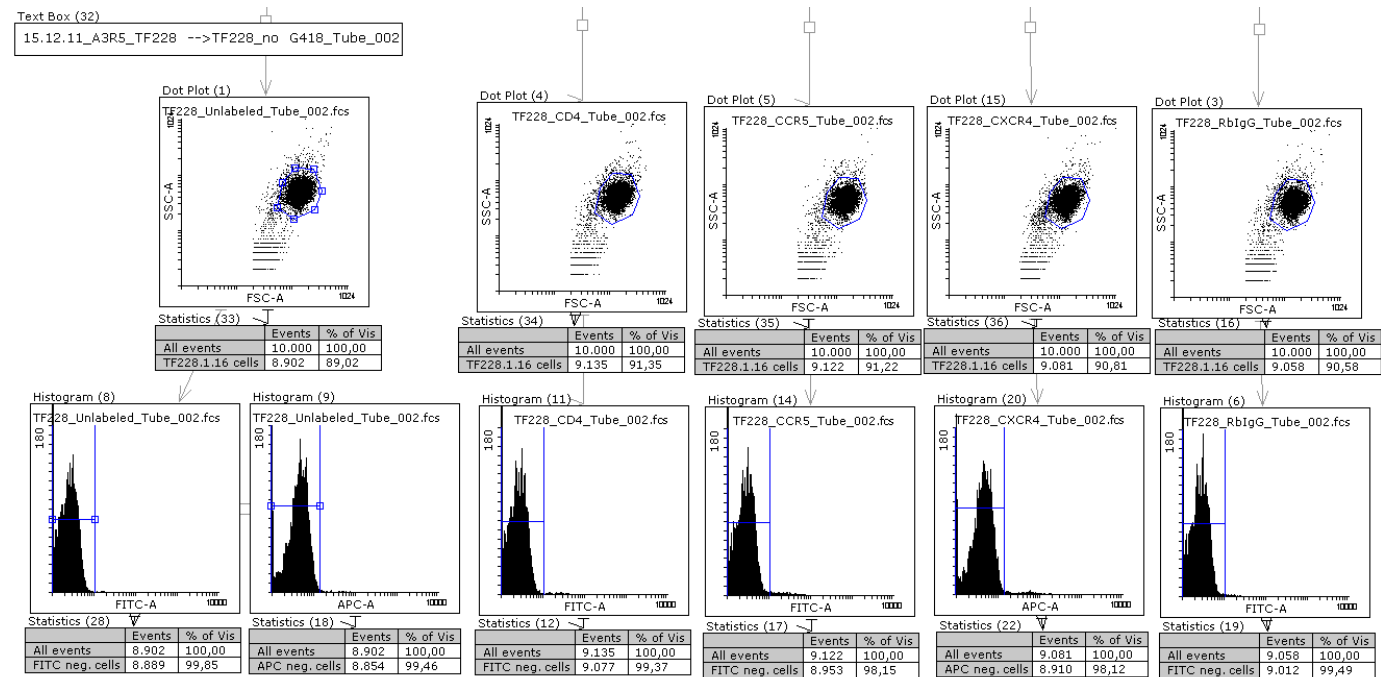 Text Box (32)
15.12.11_A3R5_TF228 -->TF228_no G418_Tube_002
Dot Plot (1)
TF228_Unlabeled_Tube_002.fcs
1024
SSC-A
FSC-A
1024
Dot Plot (4)
TF228_CD4_Tube_002.fcs
1024
SSC-A
FSC-A
1024
Dot Plot (5)
TF228_CCR5_Tube_002.fcs
1024
SSC-A
FSC-A
1024
Dot Plot (15)
TF228_CXCR4_Tube_002.fcs
1024
SSC-A
FSC-A
1024
Dot Plot (3)
TF228_RbIgG_Tube_002.fcs
1024
SSC-A
FSC-A
1024
Statistics (33)
Events % of Vis
All events 10.000 100,00
TF228.1.16 cells 8.902 89,02
Statistics (34)
Events % of Vis
All events 10.000 100,00
TF228.1.16 cells 9.135 91,35
Statistics (35)
Events % of Vis
All events 10.000 100,00
TF228.1.16 cells 9.122 91,22
Statistics (36)
Events % of Vis
All events 10.000 100,00
TF228.1.16 cells 9.081 90,81
Statistics (16)
Events % of Vis
All events 10.000 100,00
TF228.1.16 cells 9.058 90,58
Histogram (8)
TF228_Unlabeled_Tube_002.fcs
180
FITC-A
10000
Histogram (9)
TF228_Unlabeled_Tube_002.fcs
180
APC-A
10000
Histogram (11)
TF228_CD4_Tube_002.fcs
180
FITC-A
10000
Histogram (14)
TF228_CCR5_Tube_002.fcs
180
FITC-A
10000
Histogram (20)
TF228_CXCR4_Tube_002.fcs
180
APC-A
10000
Histogram (6)
TF228_RbIgG_Tube_002.fcs
180
FITC-A
10000
Statistics (28)
Events % of Vis
All events 8.902 100,00
FITC neg. cells 8.889 99,85
Statistics (18)
Events % of Vis
All events 8.902 100,00
APC neg. cells 8.854 99,46
Statistics (12)
Events % of Vis
All events 9.135 100,00
FITC neg. cells 9.077 99,37
Statistics (17)
Events % of Vis
All events 9.122 100,00
FITC neg. cells 8.953 98,15
Statistics (22)
Events % of Vis
All events 9.081 100,00
APC neg. cells 8.910 98,12
Statistics (19)
Events % of Vis
All events 9.058 100,00
FITC neg. cells 9.012 99,49